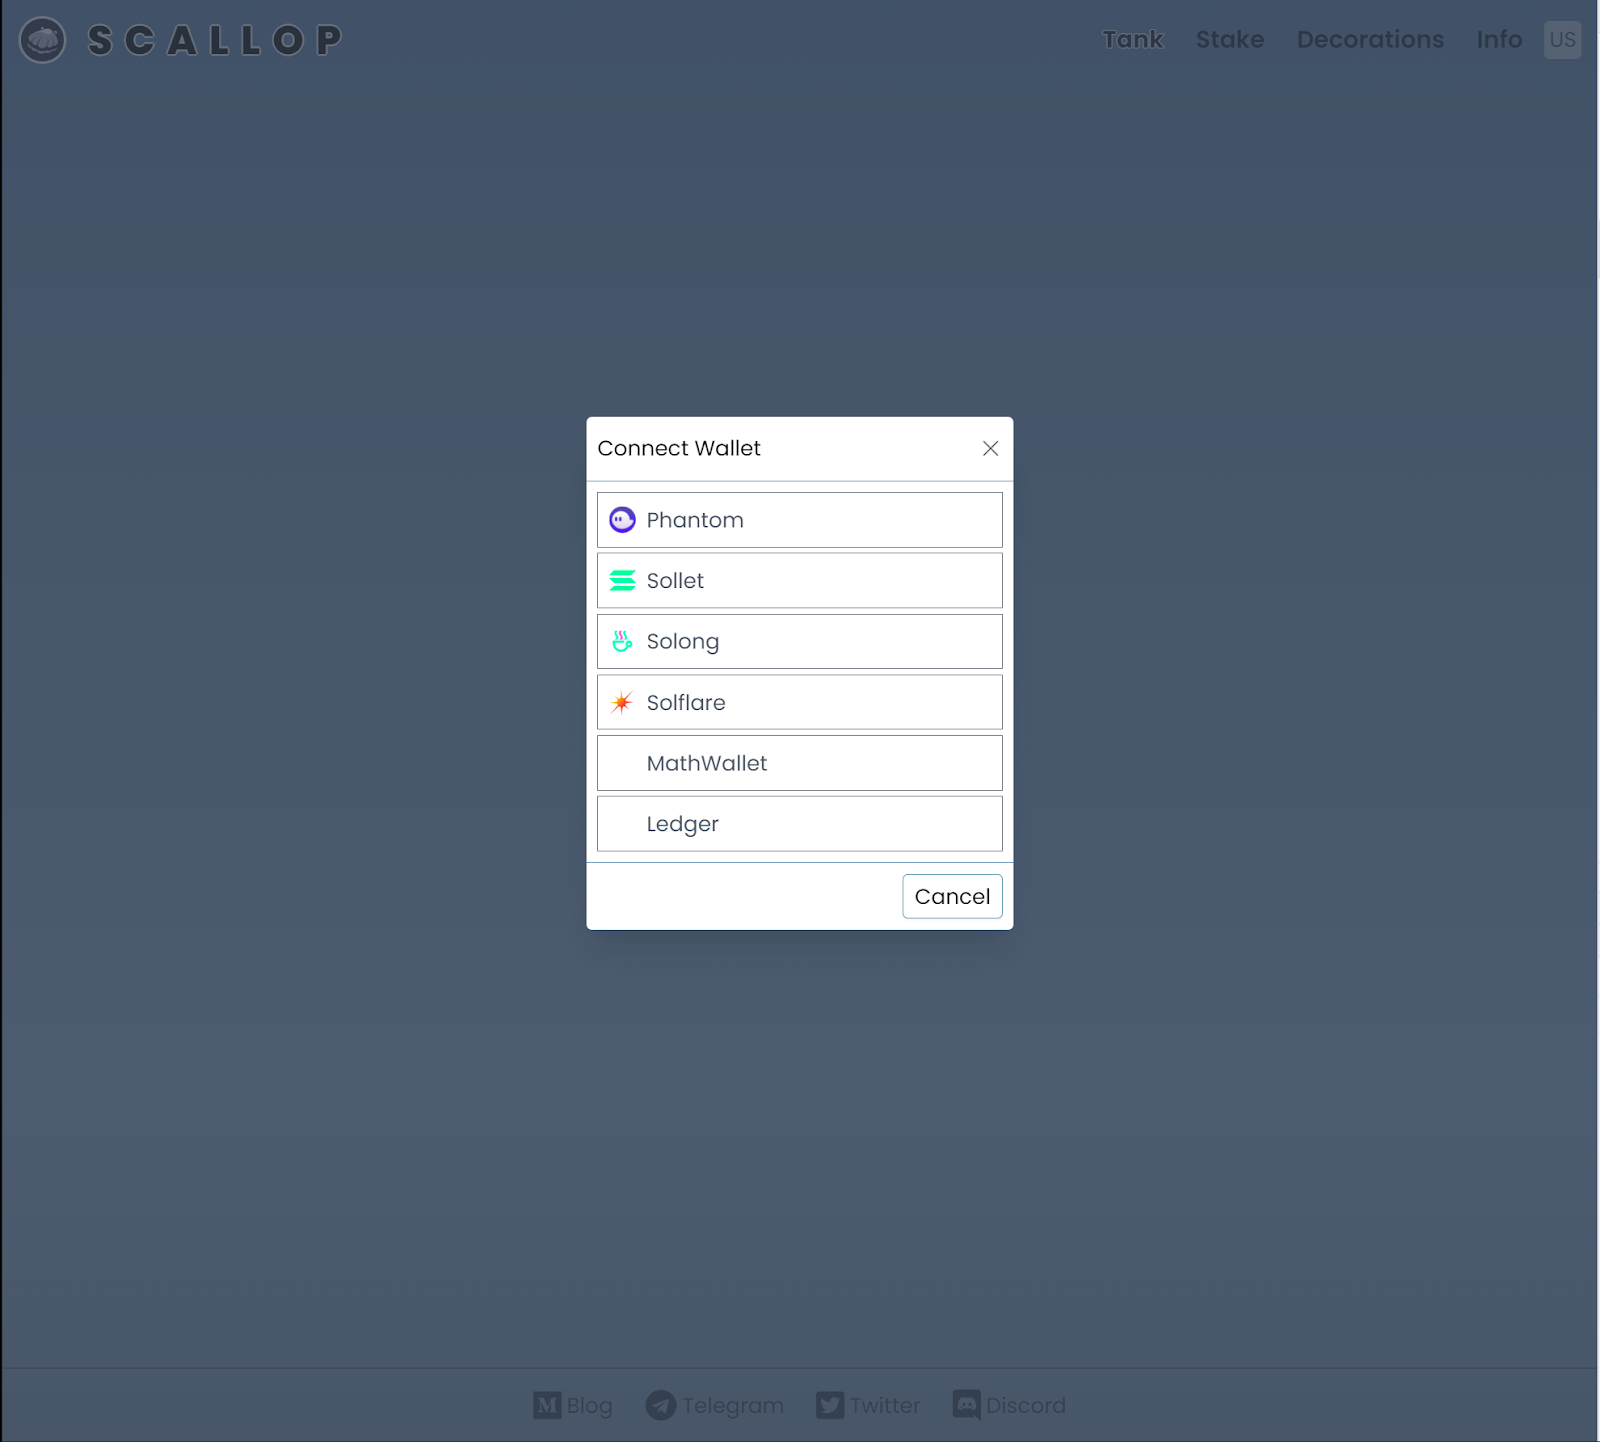 SCALLOP
Tank Stake Decorations Info US
Connect Wallet
Phantom
Sollet
Solong
Solflare
MathWallet
Ledger
Cancel
Blog Telegram Twitter Discord